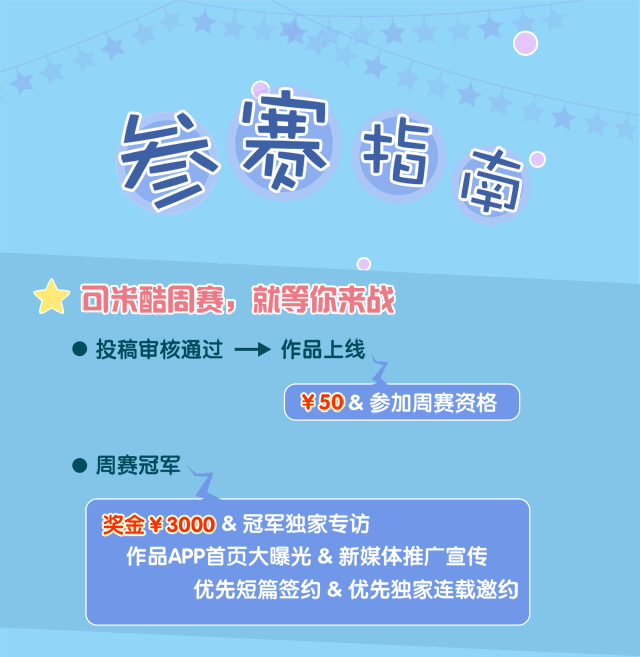 参赛指南
可米酷周赛，就等你来战
投稿审核通过 → 作品上线
￥50 & 参加周赛资格
周赛冠军
奖金￥3000 & 冠军独家专访
作品APP首页大曝光 & 新媒体推广宣传
优先短篇签约 & 优先独家连载邀约